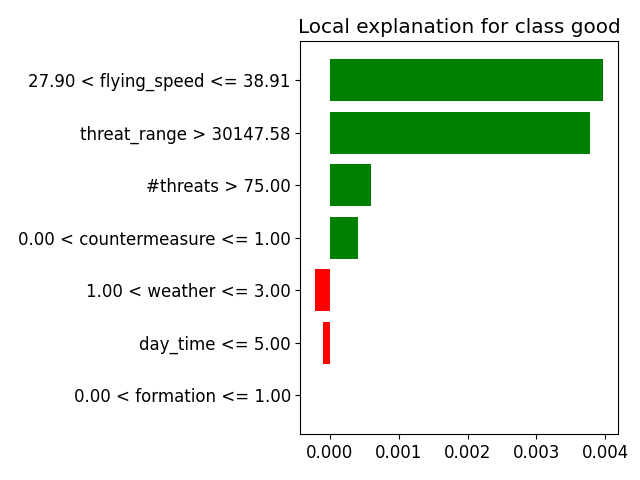 Local explanation for class good
27.90 < flying_speed <= 38.91
threat_range > 30147.58
#threats > 75.00
0.00 < countermeasure <= 1.00
1.00 < weather <= 3.00
day_time <= 5.00
0.00 < formation <= 1.00
0.000 0.001 0.002 0.003 0.004